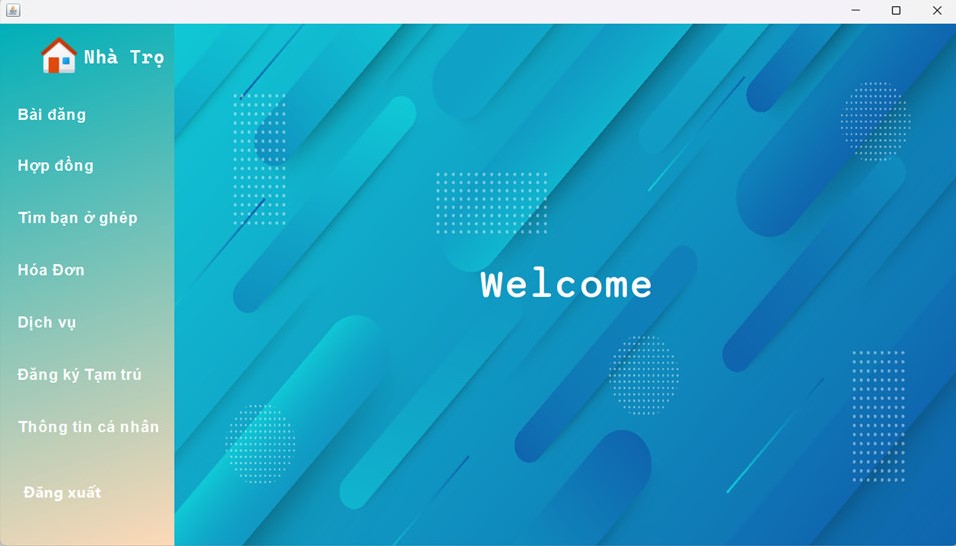 Nhà Trọ
Bài đăng
Hợp đồng
Tìm bạn ở ghép
Hóa Đơn
Dịch vụ
Đăng ký Tạm trú
Thông tin cá nhân
Đăng xuất
Welcome